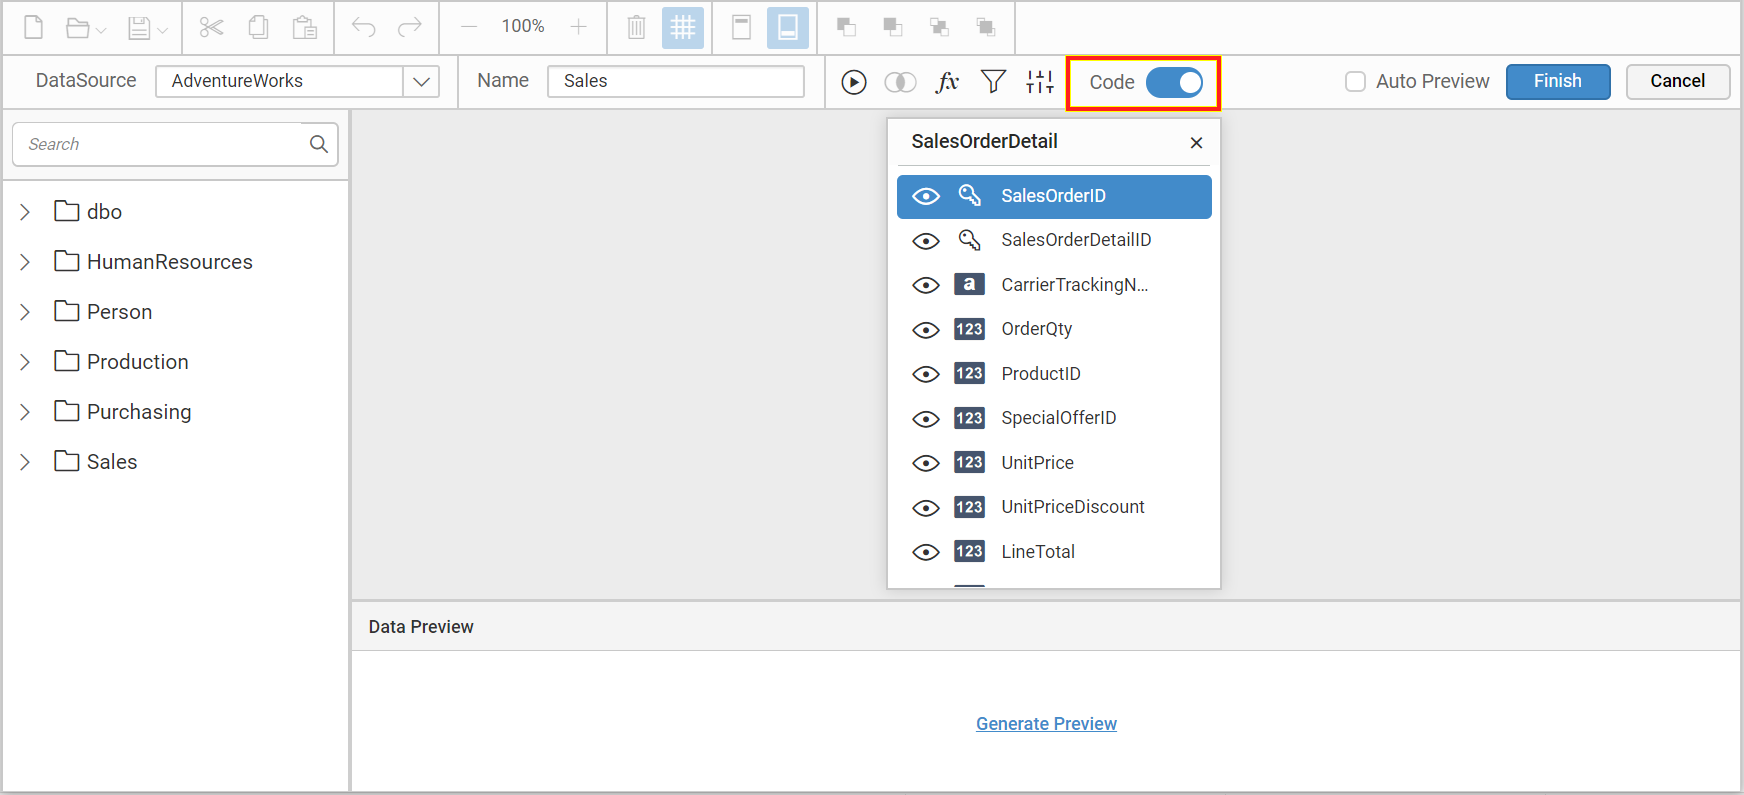 100%
DataSource AdventureWorks Name Sales fx Code Auto Preview Finish Cancel
Search
dbo
HumanResources
Person
Production
Purchasing
Sales
SalesOrderDetail
SalesOrderID
SalesOrderDetailID
a CarrierTrackingN...
123 OrderQty
123 ProductID
123 SpecialOfferID
123 UnitPrice
123 UnitPriceDiscount
123 LineTotal
Data Preview
Generate Preview